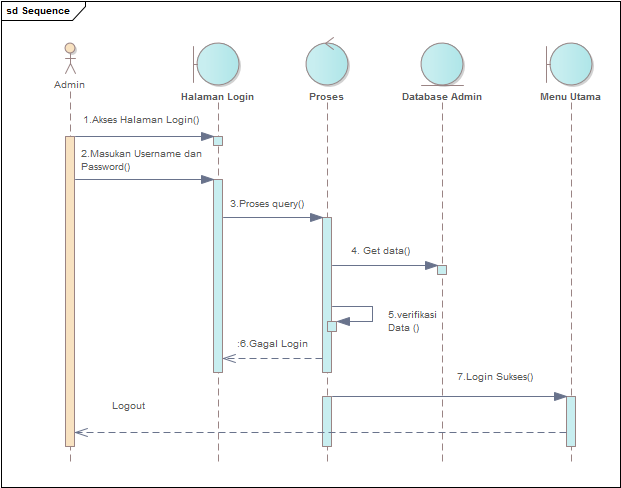 sd Sequence
Admin
Halaman Login
Proses
Database Admin
Menu Utama
1.Akses Halaman Login()
2.Masukan Username dan
Password()
3.Proses query()
4. Get data()
5.verifikasi
Data ()
:6.Gagal Login
7.Login Sukses()
Logout